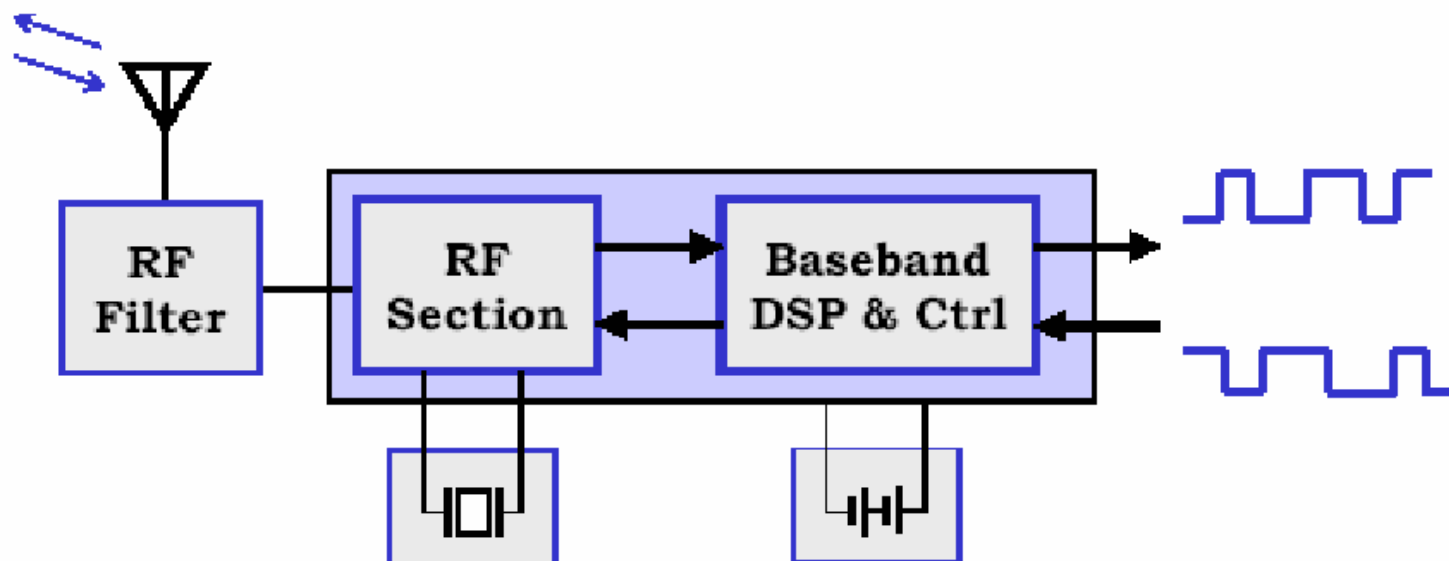 RF
Filter
RF
Section
Baseband
DSP & Ctrl